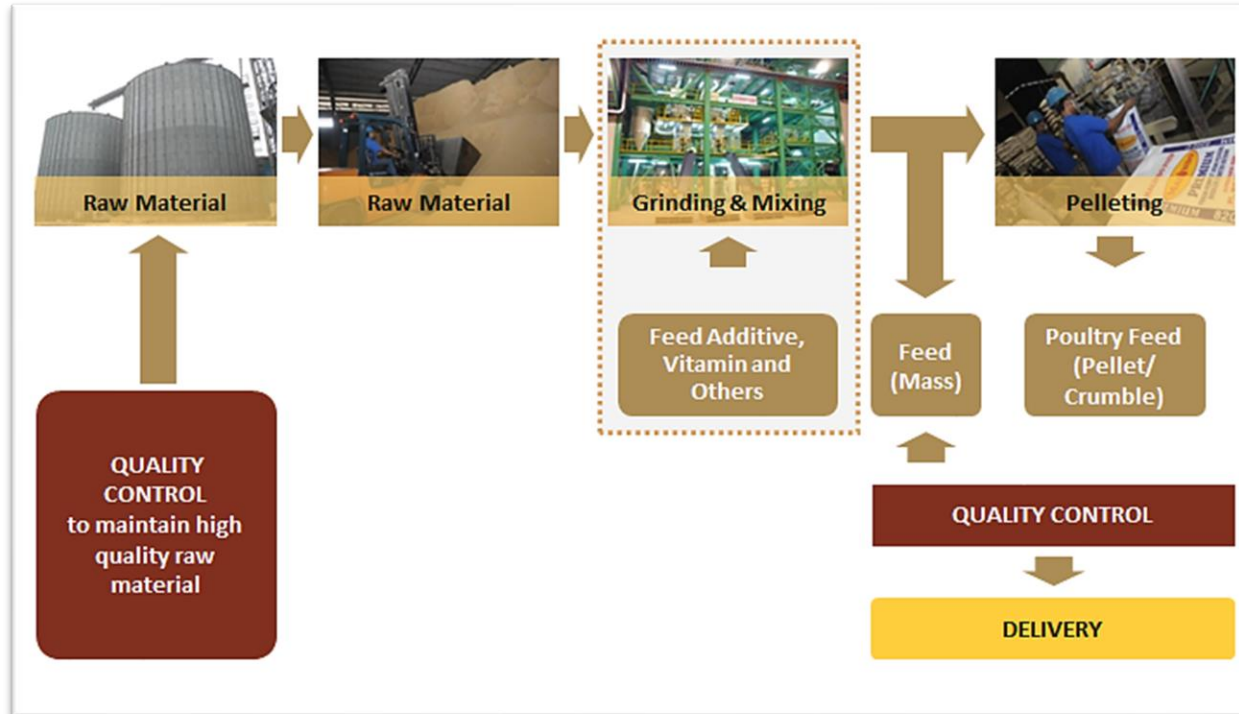 Raw Material
Raw Material
Grinding & Mixing
Pelleting
Feed Additive,
Vitamin and
Others
Feed
(Mass)
Poultry Feed
(Pellet/
Crumble)
QUALITY
CONTROL
to maintain high
quality raw
material
QUALITY CONTROL
DELIVERY
PREMIUM